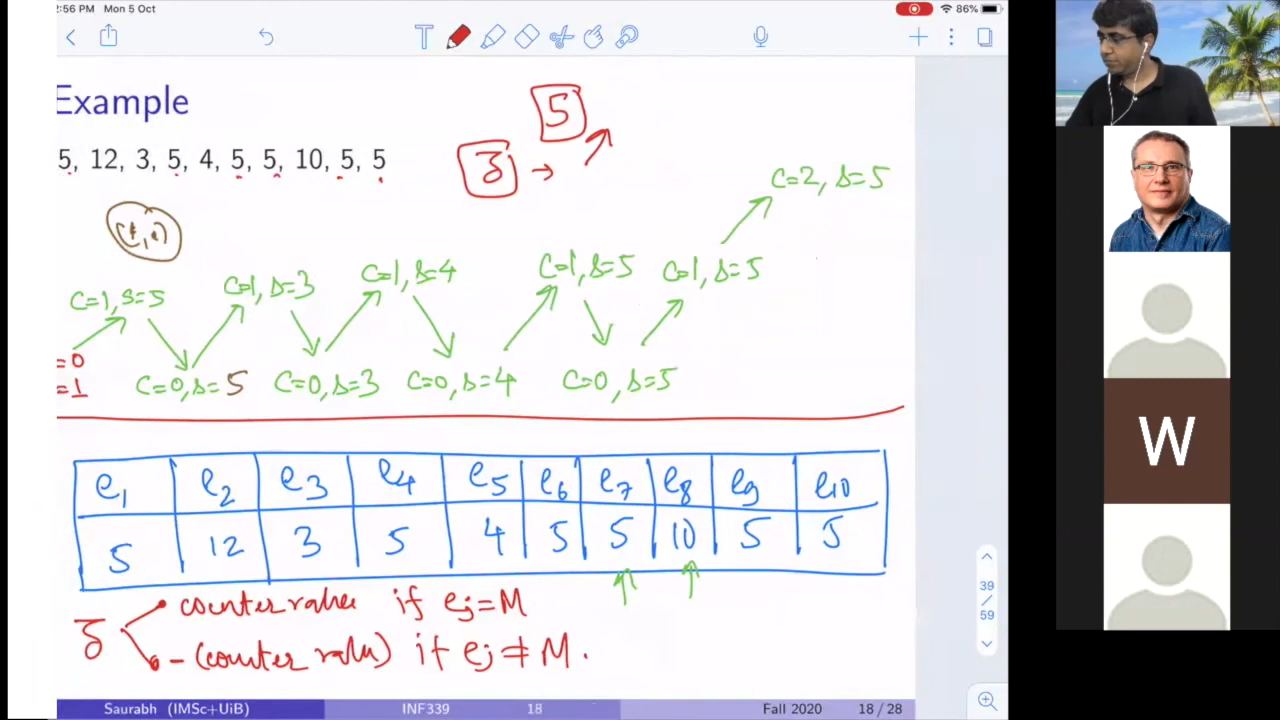 2:56 PM Mon 5 Oct
86%
Example
5, 12, 3, 5, 4, 5, 5, 10, 5, 5
5
δ
C=2, s=5
C=1, s=5
C=1, s=3
C=1, s=4
C=1, s=5
C=1, s=5
=0
=1
C=0, s=5
C=0, s=3
C=0, s=4
C=0, s=5
e1 e2 e3 e4 e5 e6 e7 e8 e9 e10
5 12 3 5 4 5 5 10 5 5
δ
counter value if ej=M
-(counter value) if ej≠M.
39
/
59
W
Saurabh (IMSc+UiB) INF339 18 Fall 2020 18 / 28